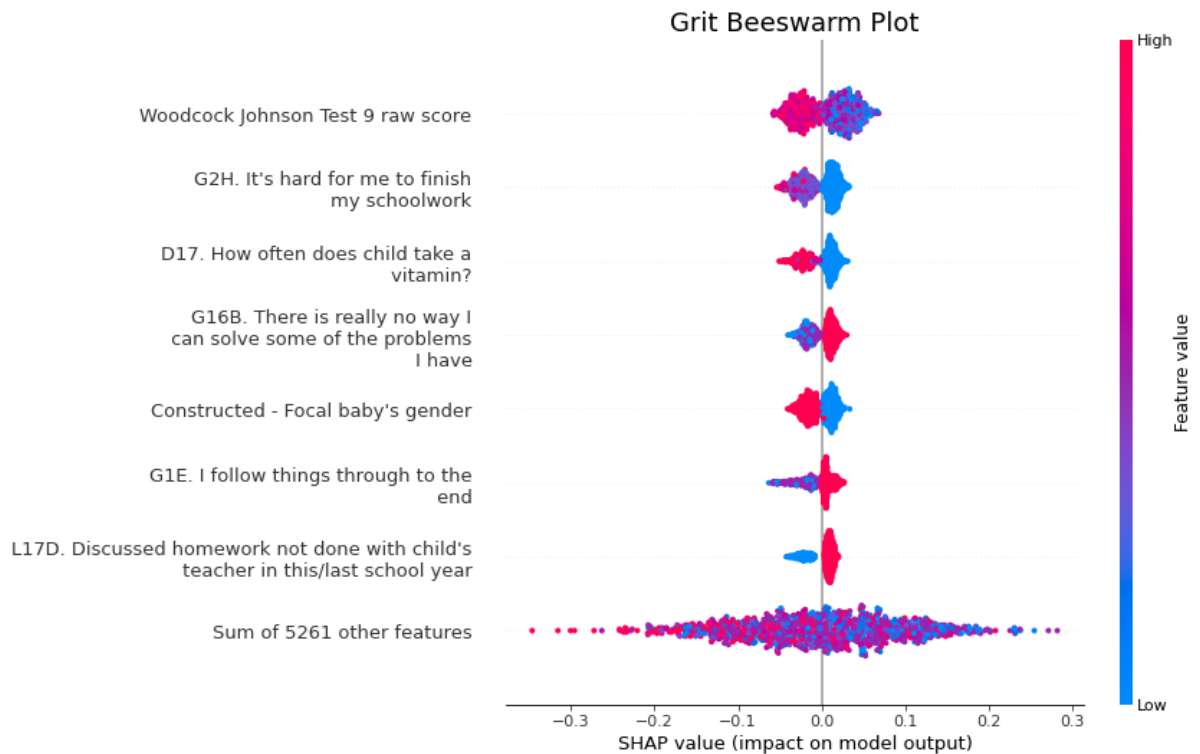 Grit Beeswarm Plot
High
Woodcock Johnson Test 9 raw score
G2H. It's hard for me to finish
my schoolwork
D17. How often does child take a
vitamin?
G16B. There is really no way I
can solve some of the problems
I have
Constructed - Focal baby's gender
G1E. I follow things through to the
end
L17D. Discussed homework not done with child's
teacher in this/last school year
Sum of 5261 other features
Feature value
Low
−0.3 −0.2 −0.1 0.0 0.1 0.2 0.3
SHAP value (impact on model output)